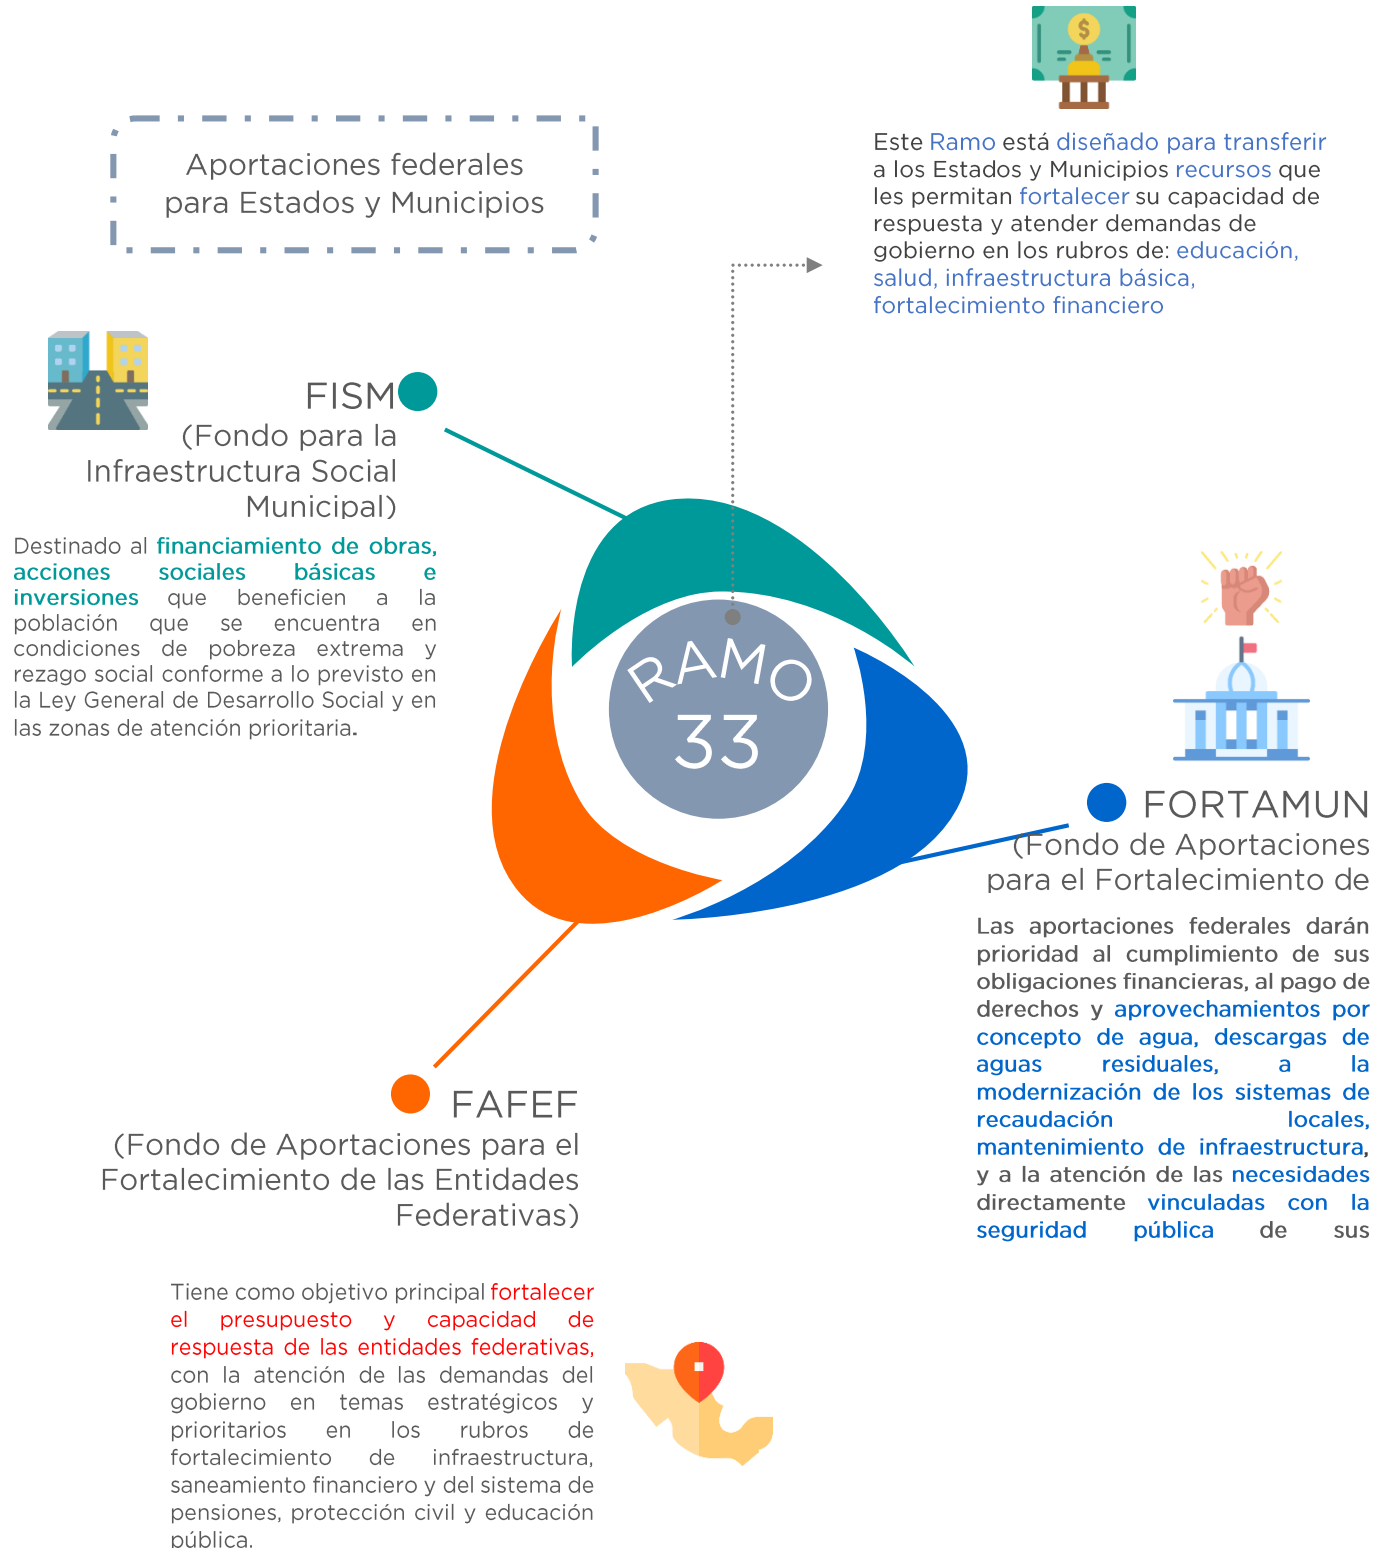 Aportaciones federales
para Estados y Municipios
Este Ramo está diseñado para transferir
a los Estados y Municipios recursos que
les permitan fortalecer su capacidad de
respuesta y atender demandas de
gobierno en los rubros de: educación,
salud, infraestructura básica,
fortalecimiento financiero
FISM
(Fondo para la
Infraestructura Social
Municipal)
Destinado al financiamiento de obras,
acciones sociales básicas e
inversiones que beneficien a la
población que se encuentra en
condiciones de pobreza extrema y
rezago social conforme a lo previsto en
la Ley General de Desarrollo Social y en
las zonas de atención prioritaria.
RAMO
33
FORTAMUN
(Fondo de Aportaciones
para el Fortalecimiento de
Las aportaciones federales darán
prioridad al cumplimiento de sus
obligaciones financieras, al pago de
derechos y aprovechamientos por
concepto de agua, descargas de
aguas residuales, a la
modernización de los sistemas de
recaudación locales,
mantenimiento de infraestructura,
y a la atención de las necesidades
directamente vinculadas con la
seguridad pública de sus
FAFEF
(Fondo de Aportaciones para el
Fortalecimiento de las Entidades
Federativas)
Tiene como objetivo principal fortalecer
el presupuesto y capacidad de
respuesta de las entidades federativas,
con la atención de las demandas del
gobierno en temas estratégicos y
prioritarios en los rubros de
fortalecimiento de infraestructura,
saneamiento financiero y del sistema de
pensiones, protección civil y educación
pública.